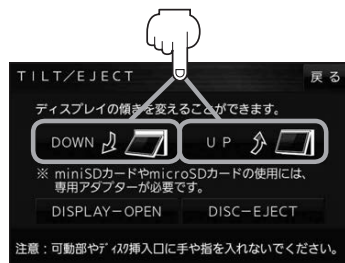 TILT/EJECT
戻る
ディスプレイの傾きを変えることができます。
DOWN
UP
※ miniSDカードやmicroSDカードの使用には、
専用アダプターが必要です。
DISPLAY-OPEN
DISC-EJECT
注意：可動部やディスク挿入口に手や指を入れないでください。